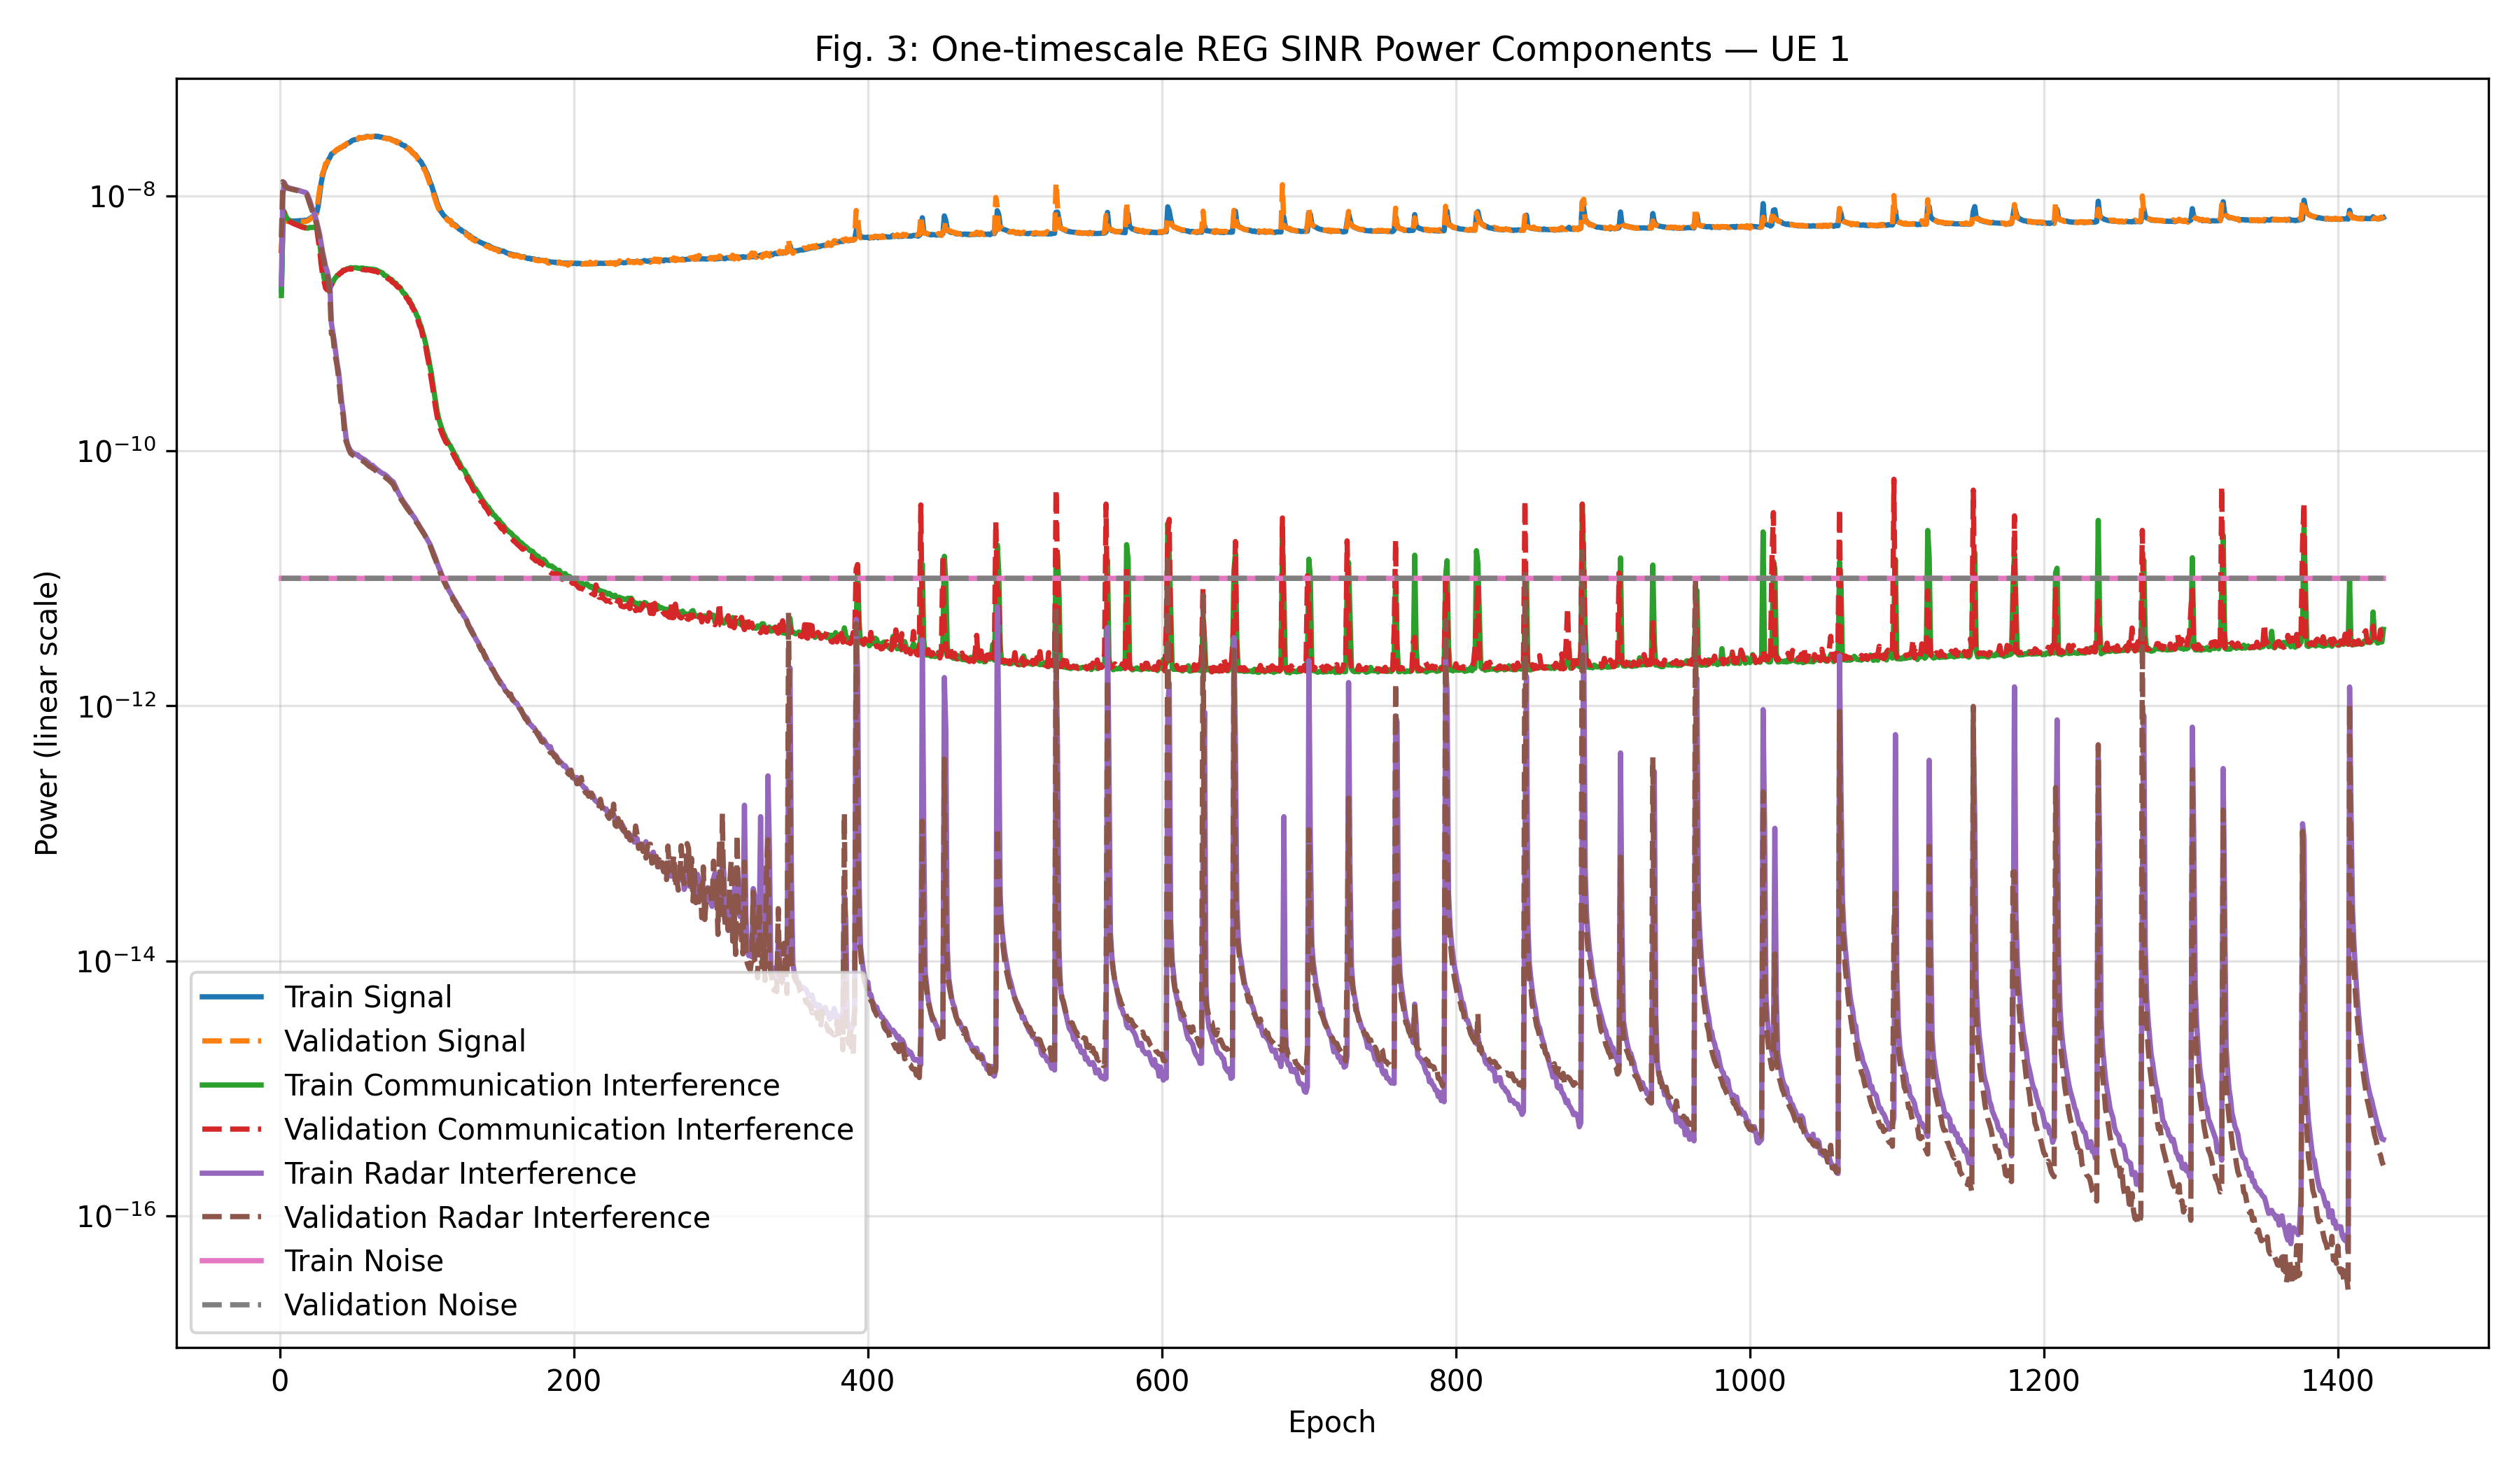 Fig. 3: One-timescale REG SINR Power Components — UE 1
Power (linear scale)
10⁻⁸
10⁻¹⁰
10⁻¹²
10⁻¹⁴
10⁻¹⁶
Train Signal
Validation Signal
Train Communication Interference
Validation Communication Interference
Train Radar Interference
Validation Radar Interference
Train Noise
Validation Noise
0 200 400 600 800 1000 1200 1400
Epoch